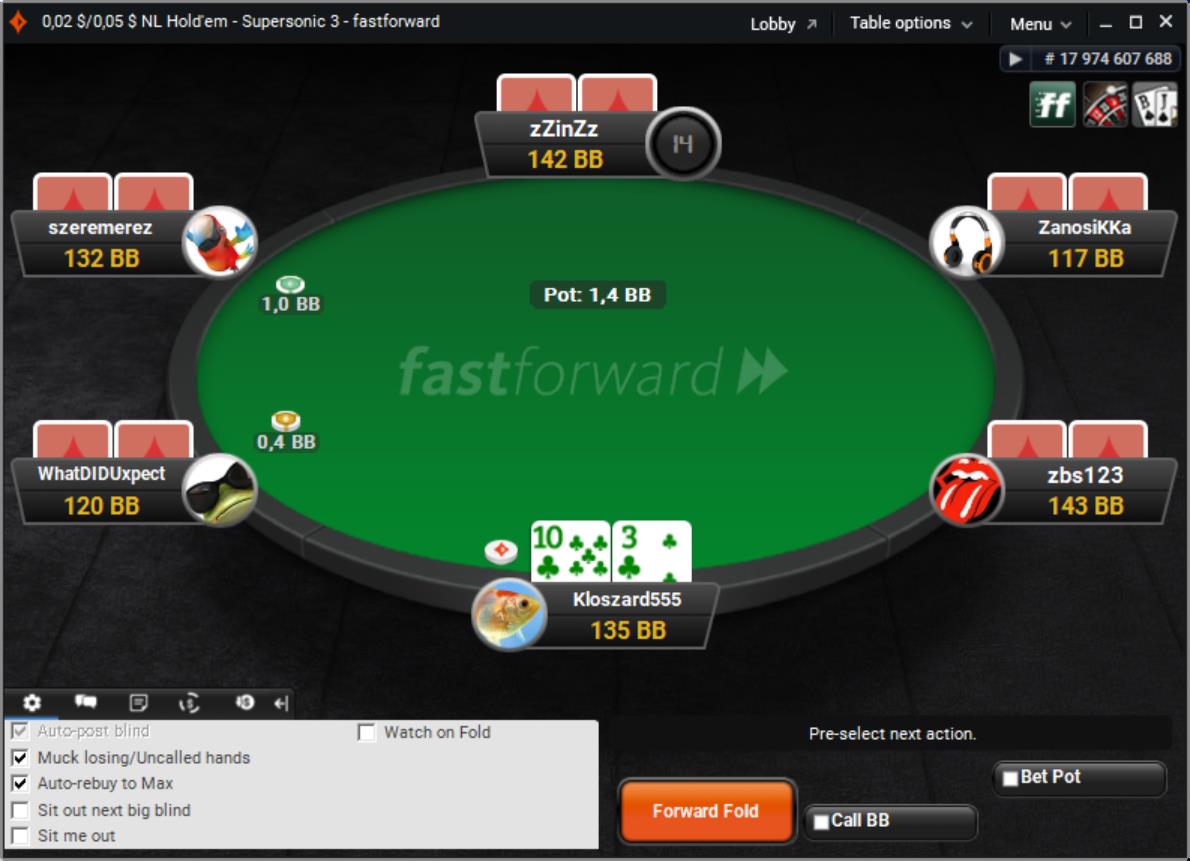 0,02 $/0,05 $ NL Hold'em - Supersonic 3 - fastforward
Lobby
Table options
Menu
# 17 974 607 688
ff
zZinZz
142 BB
14
szeremerez
132 BB
ZanosiKKa
117 BB
1,0 BB
Pot: 1,4 BB
fastforward
0,4 BB
WhatDIDUxpect
120 BB
zbs123
143 BB
10
3
Kloszard555
135 BB
Auto-post blind
Watch on Fold
Muck losing/Uncalled hands
Auto-rebuy to Max
Sit out next big blind
Sit me out
Pre-select next action.
Bet Pot
Forward Fold
Call BB